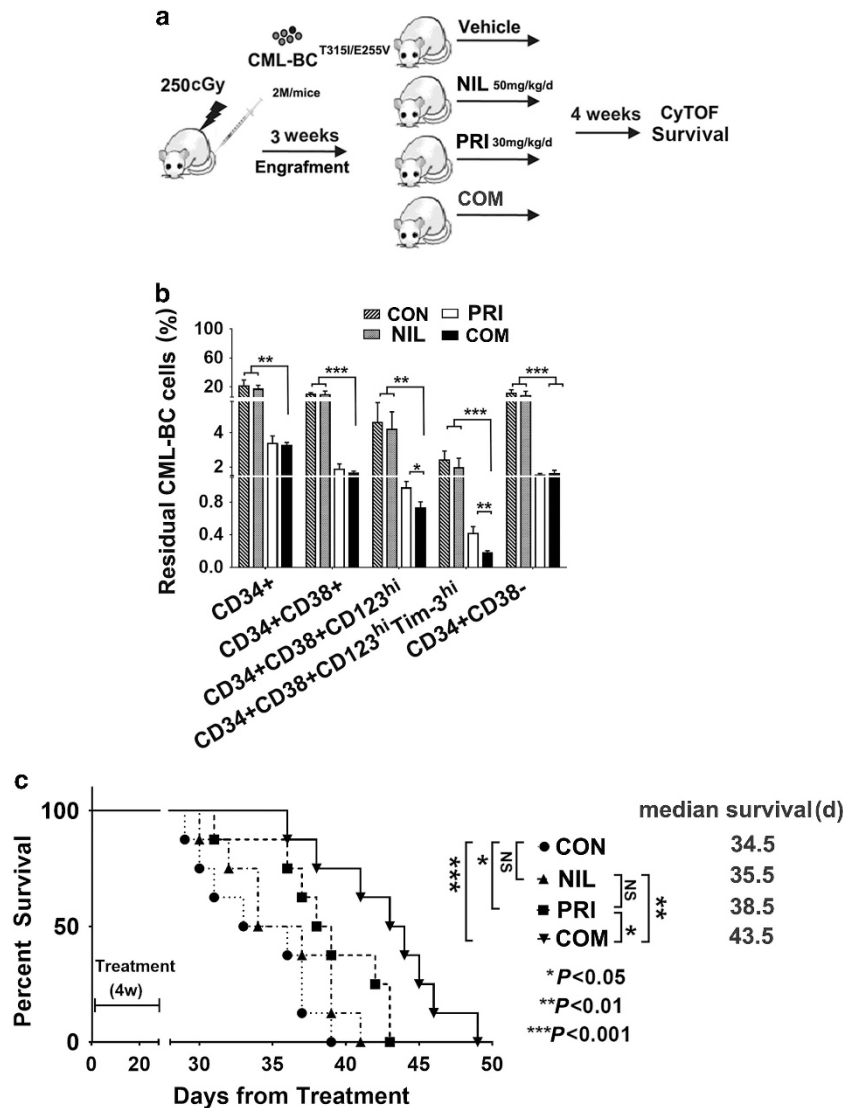 a
CML-BC T315I/E255V
250cGy
2M/mice
3 weeks
Engrafment
Vehicle
NIL 50mg/kg/d
PRI 30mg/kg/d
COM
4 weeks
CyTOF
Survival
b
Residual CML-BC cells (%)
CON
PRI
NIL
COM
100
60
20
4
2
0.8
0.4
0.0
**
***
**
*
***
**
***
CD34+
CD34+CD38+
CD34+CD38+CD123hi
CD34+CD38+CD123hiTim-3hi
CD34+CD38-
c
Percent Survival
100
50
0
Treatment
(4w)
0 20 30 35 40 45 50
Days from Treatment
median survival(d)
CON 34.5
NIL 35.5
PRI 38.5
COM 43.5
***
*
NS
NS
*
**
*P<0.05
**P<0.01
***P<0.001